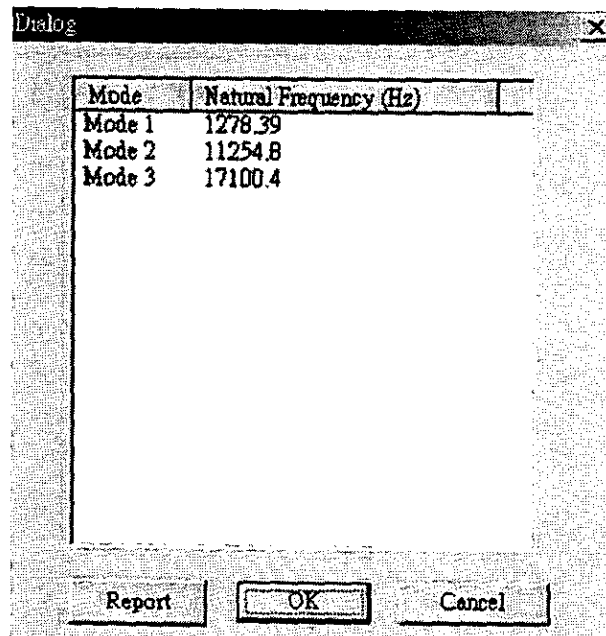 Dialog
Mode Natural Frequency (Hz)
Mode 1 1278.39
Mode 2 11254.8
Mode 3 17100.4
Report OK Cancel